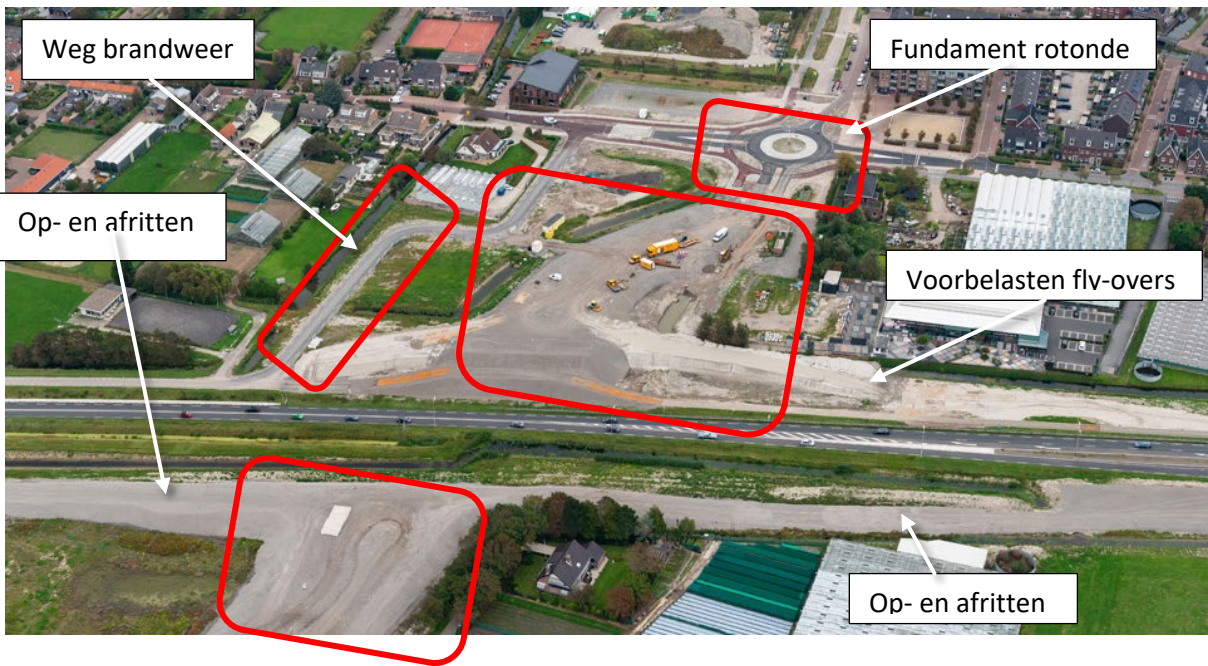 Weg brandweer
Fundament rotonde
Op- en afritten
Voorbelasten fly-overs
Op- en afritten